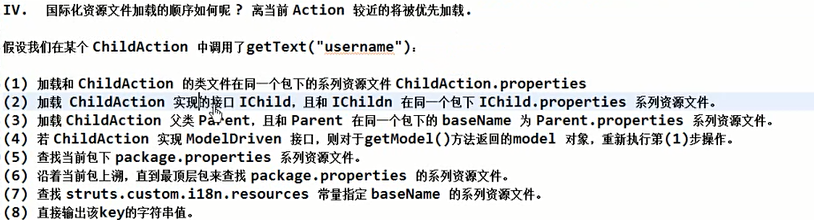 IV. 国际化资源文件加载的顺序如何呢 ? 离当前 Action 较近的将被优先加载.
假设我们在某个 ChildAction 中调用了getText("username"):
(1) 加载和 ChildAction 的类文件在同一个包下的系列资源文件 ChildAction.properties
(2) 加载 ChildAction 实现的接口 IChild，且和 IChildn 在同一个包下 IChild.properties 系列资源文件。
(3) 加载 ChildAction 父类 Parent，且和 Parent 在同一个包下的 baseName 为 Parent.properties 系列资源文件。
(4) 若 ChildAction 实现 ModelDriven 接口，则对于getModel()方法返回的model 对象，重新执行第(1)步操作。
(5) 查找当前包下 package.properties 系列资源文件。
(6) 沿着当前包上溯，直到最顶层包来查找 package.properties 的系列资源文件。
(7) 查找 struts.custom.i18n.resources 常量指定 baseName 的系列资源文件。
(8) 直接输出该key的字符串值。